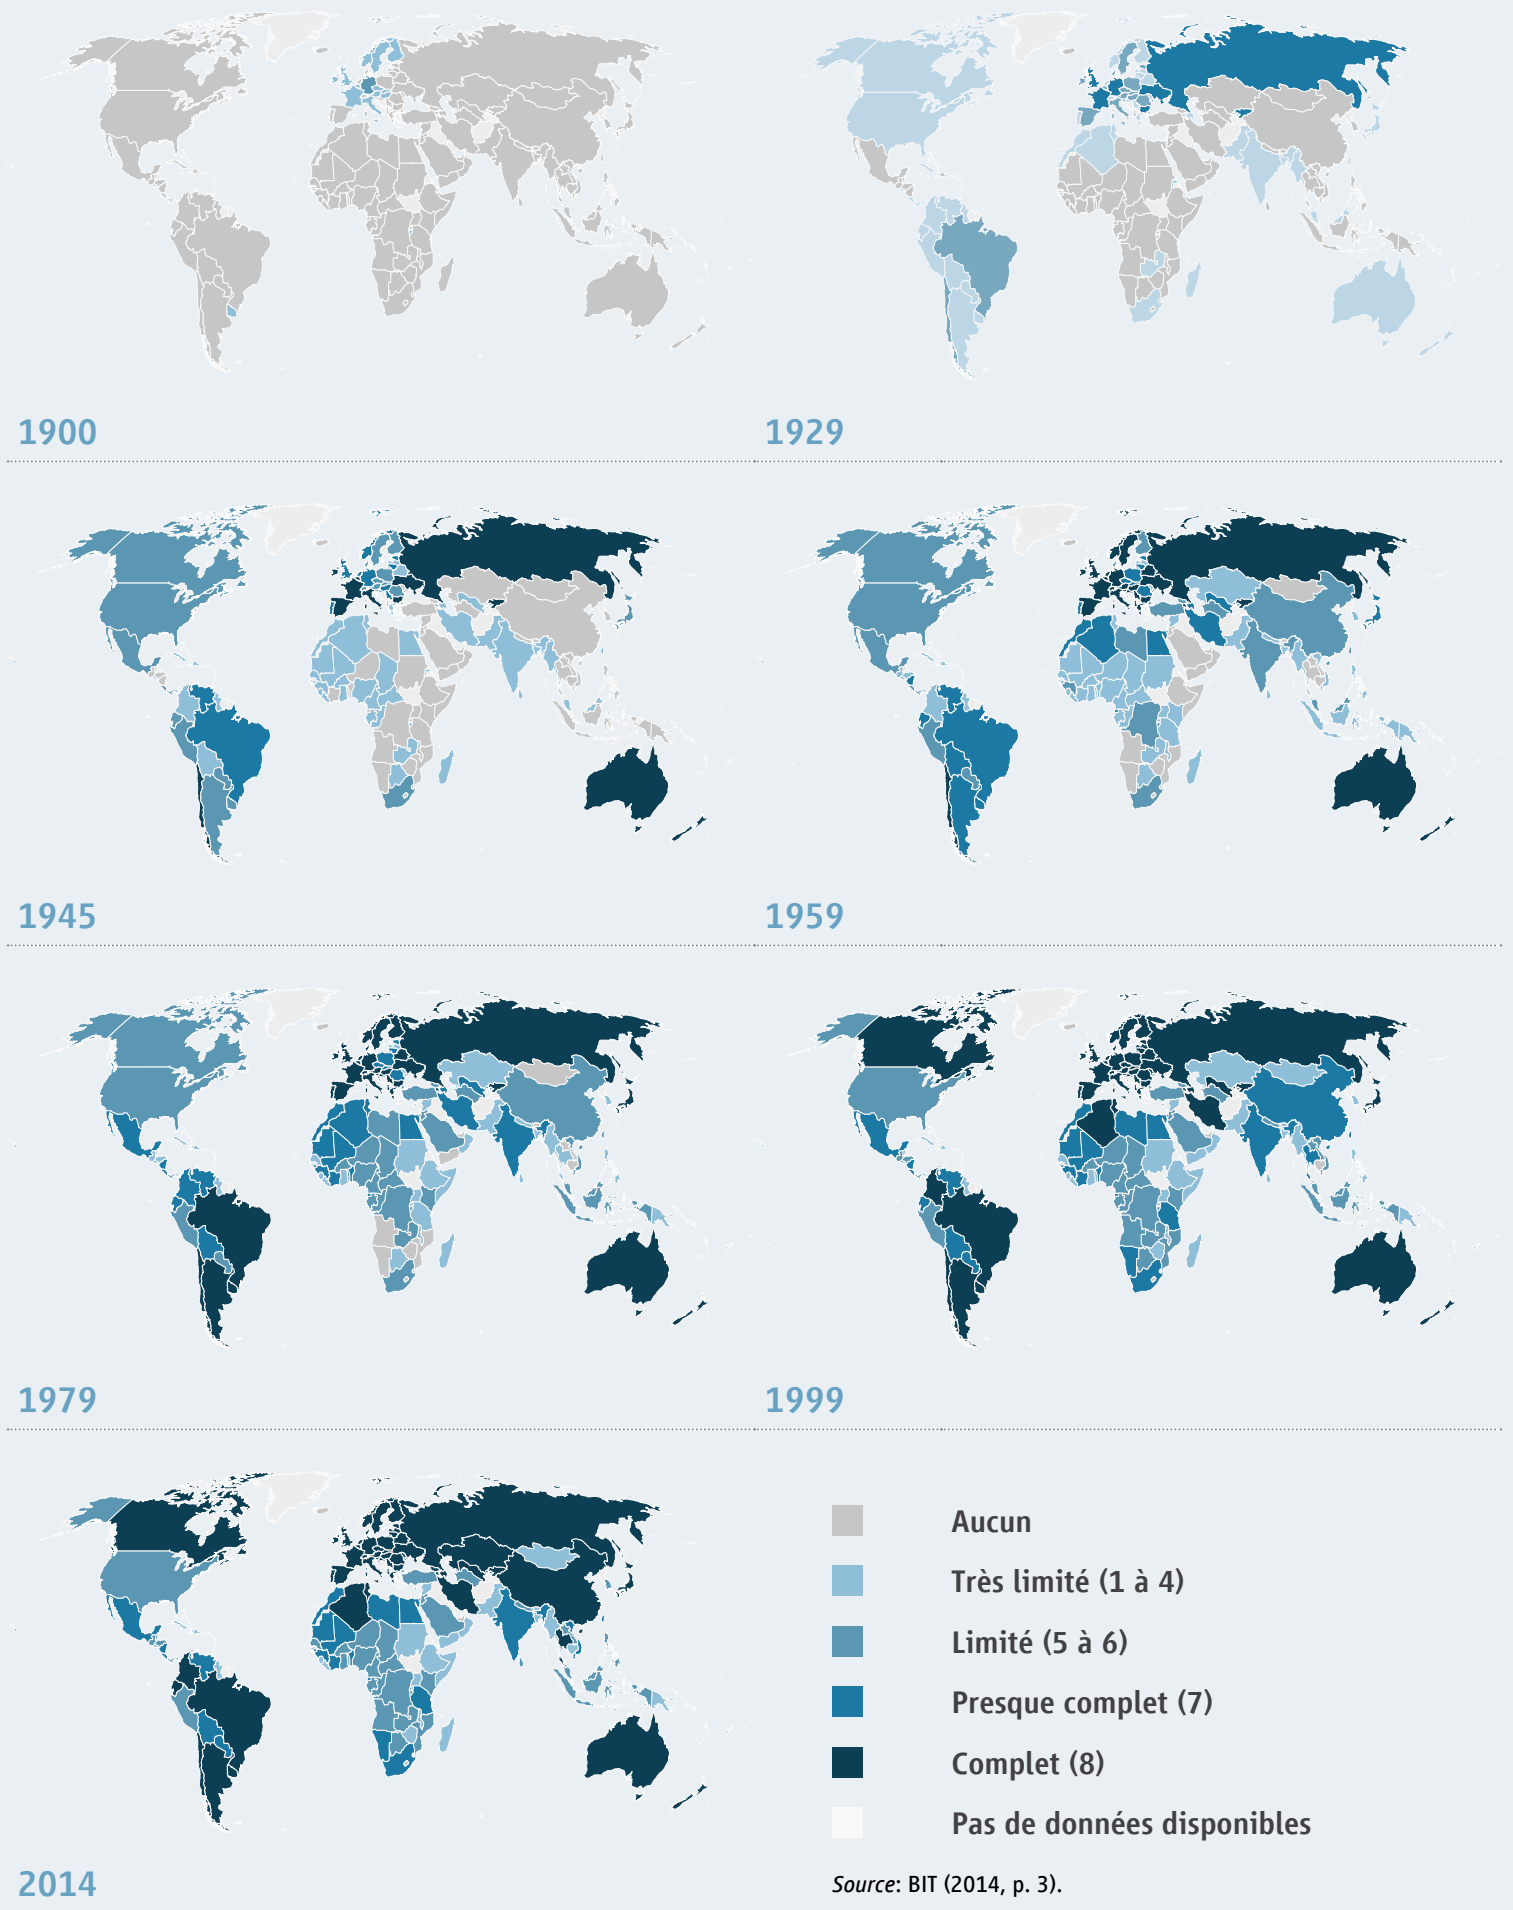 1900
1929
1945
1959
1979
1999
2014
Aucun
Très limité (1 à 4)
Limité (5 à 6)
Presque complet (7)
Complet (8)
Pas de données disponibles
Source: BIT (2014, p. 3).